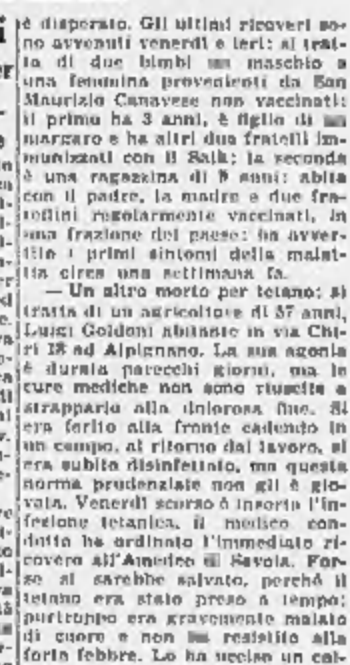 è disperato. Gli ultimi ricoveri so-
no avvenuti venerdì e ieri: si trat-
ta di due bimbi un maschio e
una femmina provenienti da San
Maurizio Canavese non vaccinati:
il primo ha 3 anni, è figlio di un
margaro e ha altri due fratelli im-
munizzati con il Salk; la seconda
è una ragazzina di 8 anni: abita
con il padre, la madre e due fra-
tellini regolarmente vaccinati, in
una frazione del paese: ha avver-
tito i primi sintomi della malat-
tia circa una settimana fa.
— Un altro morto per tetano: si
tratta di un agricoltore di 57 anni,
Luigi Goldoni abitante in via Chi-
ri 18 ad Alpignano. La sua agonia
è durata parecchi giorni, ma le
cure mediche non sono riuscite a
strapparlo alla dolorosa fine. Si
era ferito alla fronte cadendo in
un campo, al ritorno dal lavoro, si
era subito disinfettato, ma questa
norma prudenziale non gli è gio-
vata. Venerdì scorso è insorta l'in-
fezione tetanica, il medico con-
dotto ha ordinato l'immediato ri-
covero all'Amedeo di Savoia. For-
se si sarebbe salvato, perché il
tetano era stato preso a tempo:
purtroppo era gravemente malato
di cuore e non ha resistito alla
forte febbre. Lo ha ucciso un col-